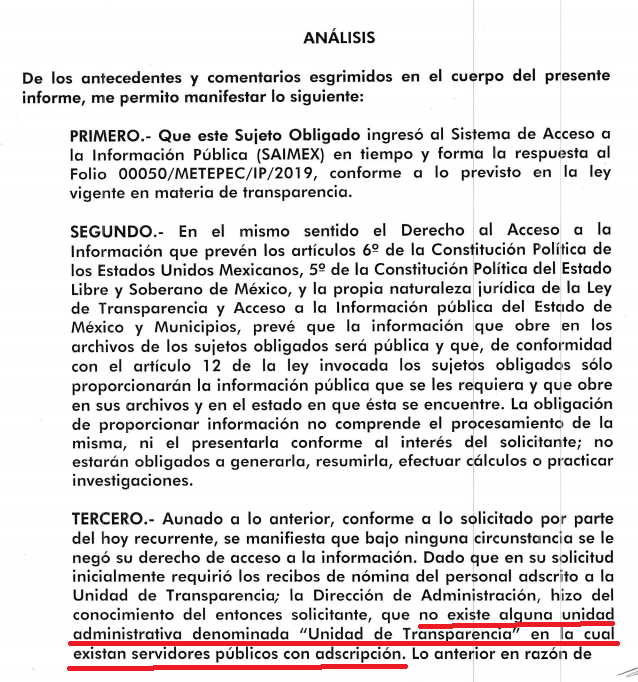 ANÁLISIS
De los antecedentes y comentarios esgrimidos en el cuerpo del presente
informe, me permito manifestar lo siguiente:
PRIMERO.- Que este Sujeto Obligado ingresó al Sistema de Acceso a
la Información Pública (SAIMEX) en tiempo y forma la respuesta al
Folio 00050/METEPEC/IP/2019, conforme a lo previsto en la ley
vigente en materia de transparencia.
SEGUNDO.- En el mismo sentido el Derecho al Acceso a la
Información que prevén los artículos 6º de la Constitución Política de
los Estados Unidos Mexicanos, 5º de la Constitución Política del Estado
Libre y Soberano de México, y la propia naturaleza jurídica de la Ley
de Transparencia y Acceso a la Información pública del Estado de
México y Municipios, prevé que la información que obre en los
archivos de los sujetos obligados será pública y que, de conformidad
con el artículo 12 de la ley invocada los sujetos obligados sólo
proporcionarán la información pública que se les requiera y que obre
en sus archivos y en el estado en que ésta se encuentre. La obligación
de proporcionar información no comprende el procesamiento de la
misma, ni el presentarla conforme al interés del solicitante; no
estarán obligados a generarla, resumirla, efectuar cálculos o practicar
investigaciones.
TERCERO.- Aunado a lo anterior, conforme a lo solicitado por parte
del hoy recurrente, se manifiesta que bajo ninguna circunstancia se le
negó su derecho de acceso a la información. Dado que en su solicitud
inicialmente requirió los recibos de nómina del personal adscrito a la
Unidad de Transparencia; la Dirección de Administración, hizo del
conocimiento del entonces solicitante, que no existe alguna unidad
administrativa denominada “Unidad de Transparencia” en la cual
existan servidores públicos con adscripción. Lo anterior en razón de